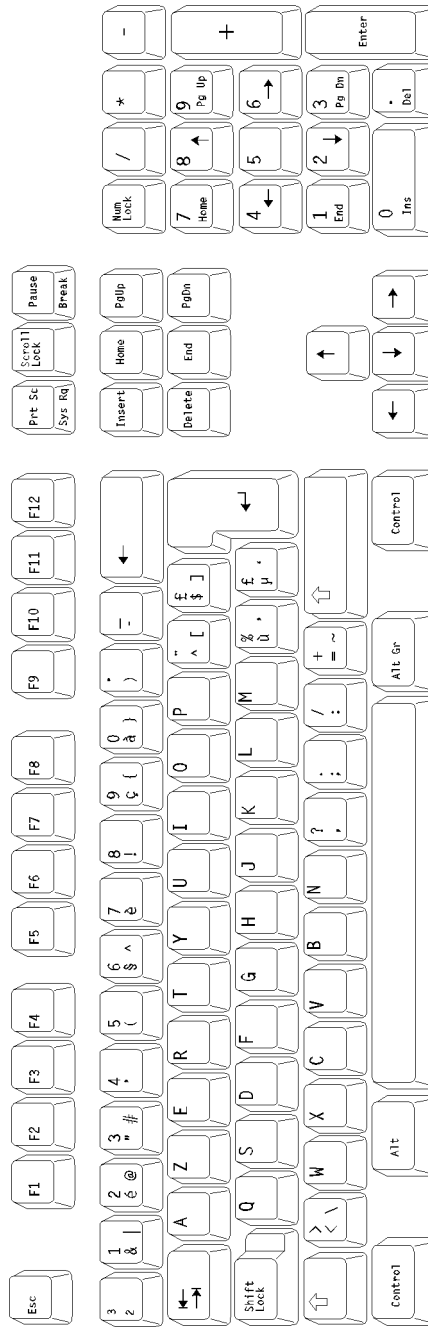 Esc F1 F2 F3 F4 F5 F6 F7 F8 F9 F10 F11 F12 Prt Sc Sys Rq Scroll Lock Pause Break
3 2 1 & | 2 é @ 3 " # 4 ' 5 ( 6 § ^ 7 è 8 ! 9 ç { 0 à } ° ) _ - ← Insert Home PgUp Num Lock / * -
A Z E R T Y U I O P ¨ ^ [ £ $ ] ↵ Delete End PgDn 7 Home 8 ↑ 9 Pg Up +
Shift Lock Q S D F G H J K L M % ù ´ £ µ ` 4 ← 5 6 →
⇧ > < \ W X C V B N ? , . ; / : + = ~ ⇧ ↑ 1 End 2 ↓ 3 Pg Dn Enter
Control Alt Alt Gr Control ← ↓ → 0 Ins . Del